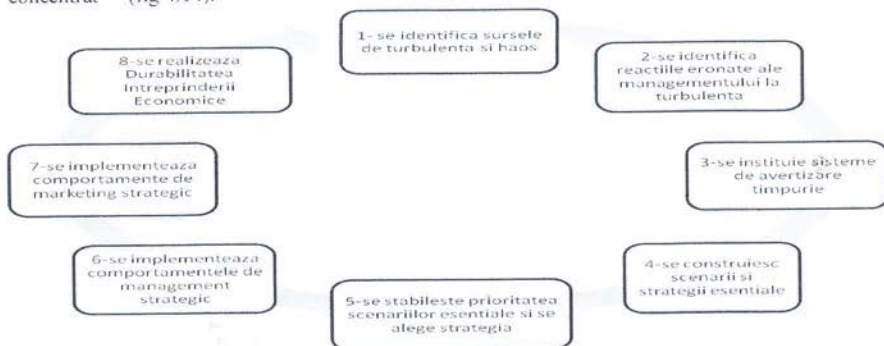 concentrat
1- se identifica sursele
de turbulenta si haos
2-se identifica
reactiile eronate ale
managementului la
turbulenta
3-se instituie sisteme
de avertizare
timpurie
4-se construiesc
scenarii si
strategii esentiale
5-se stabileste prioritatea
scenariilor esentiale si se
alege strategia
6-se implementeaza
comportamentele de
management
strategic
7-se implementeaza
comportamente de
marketing strategic
8-se realizeaza
Durabilitatea
Intreprinderii
Economice